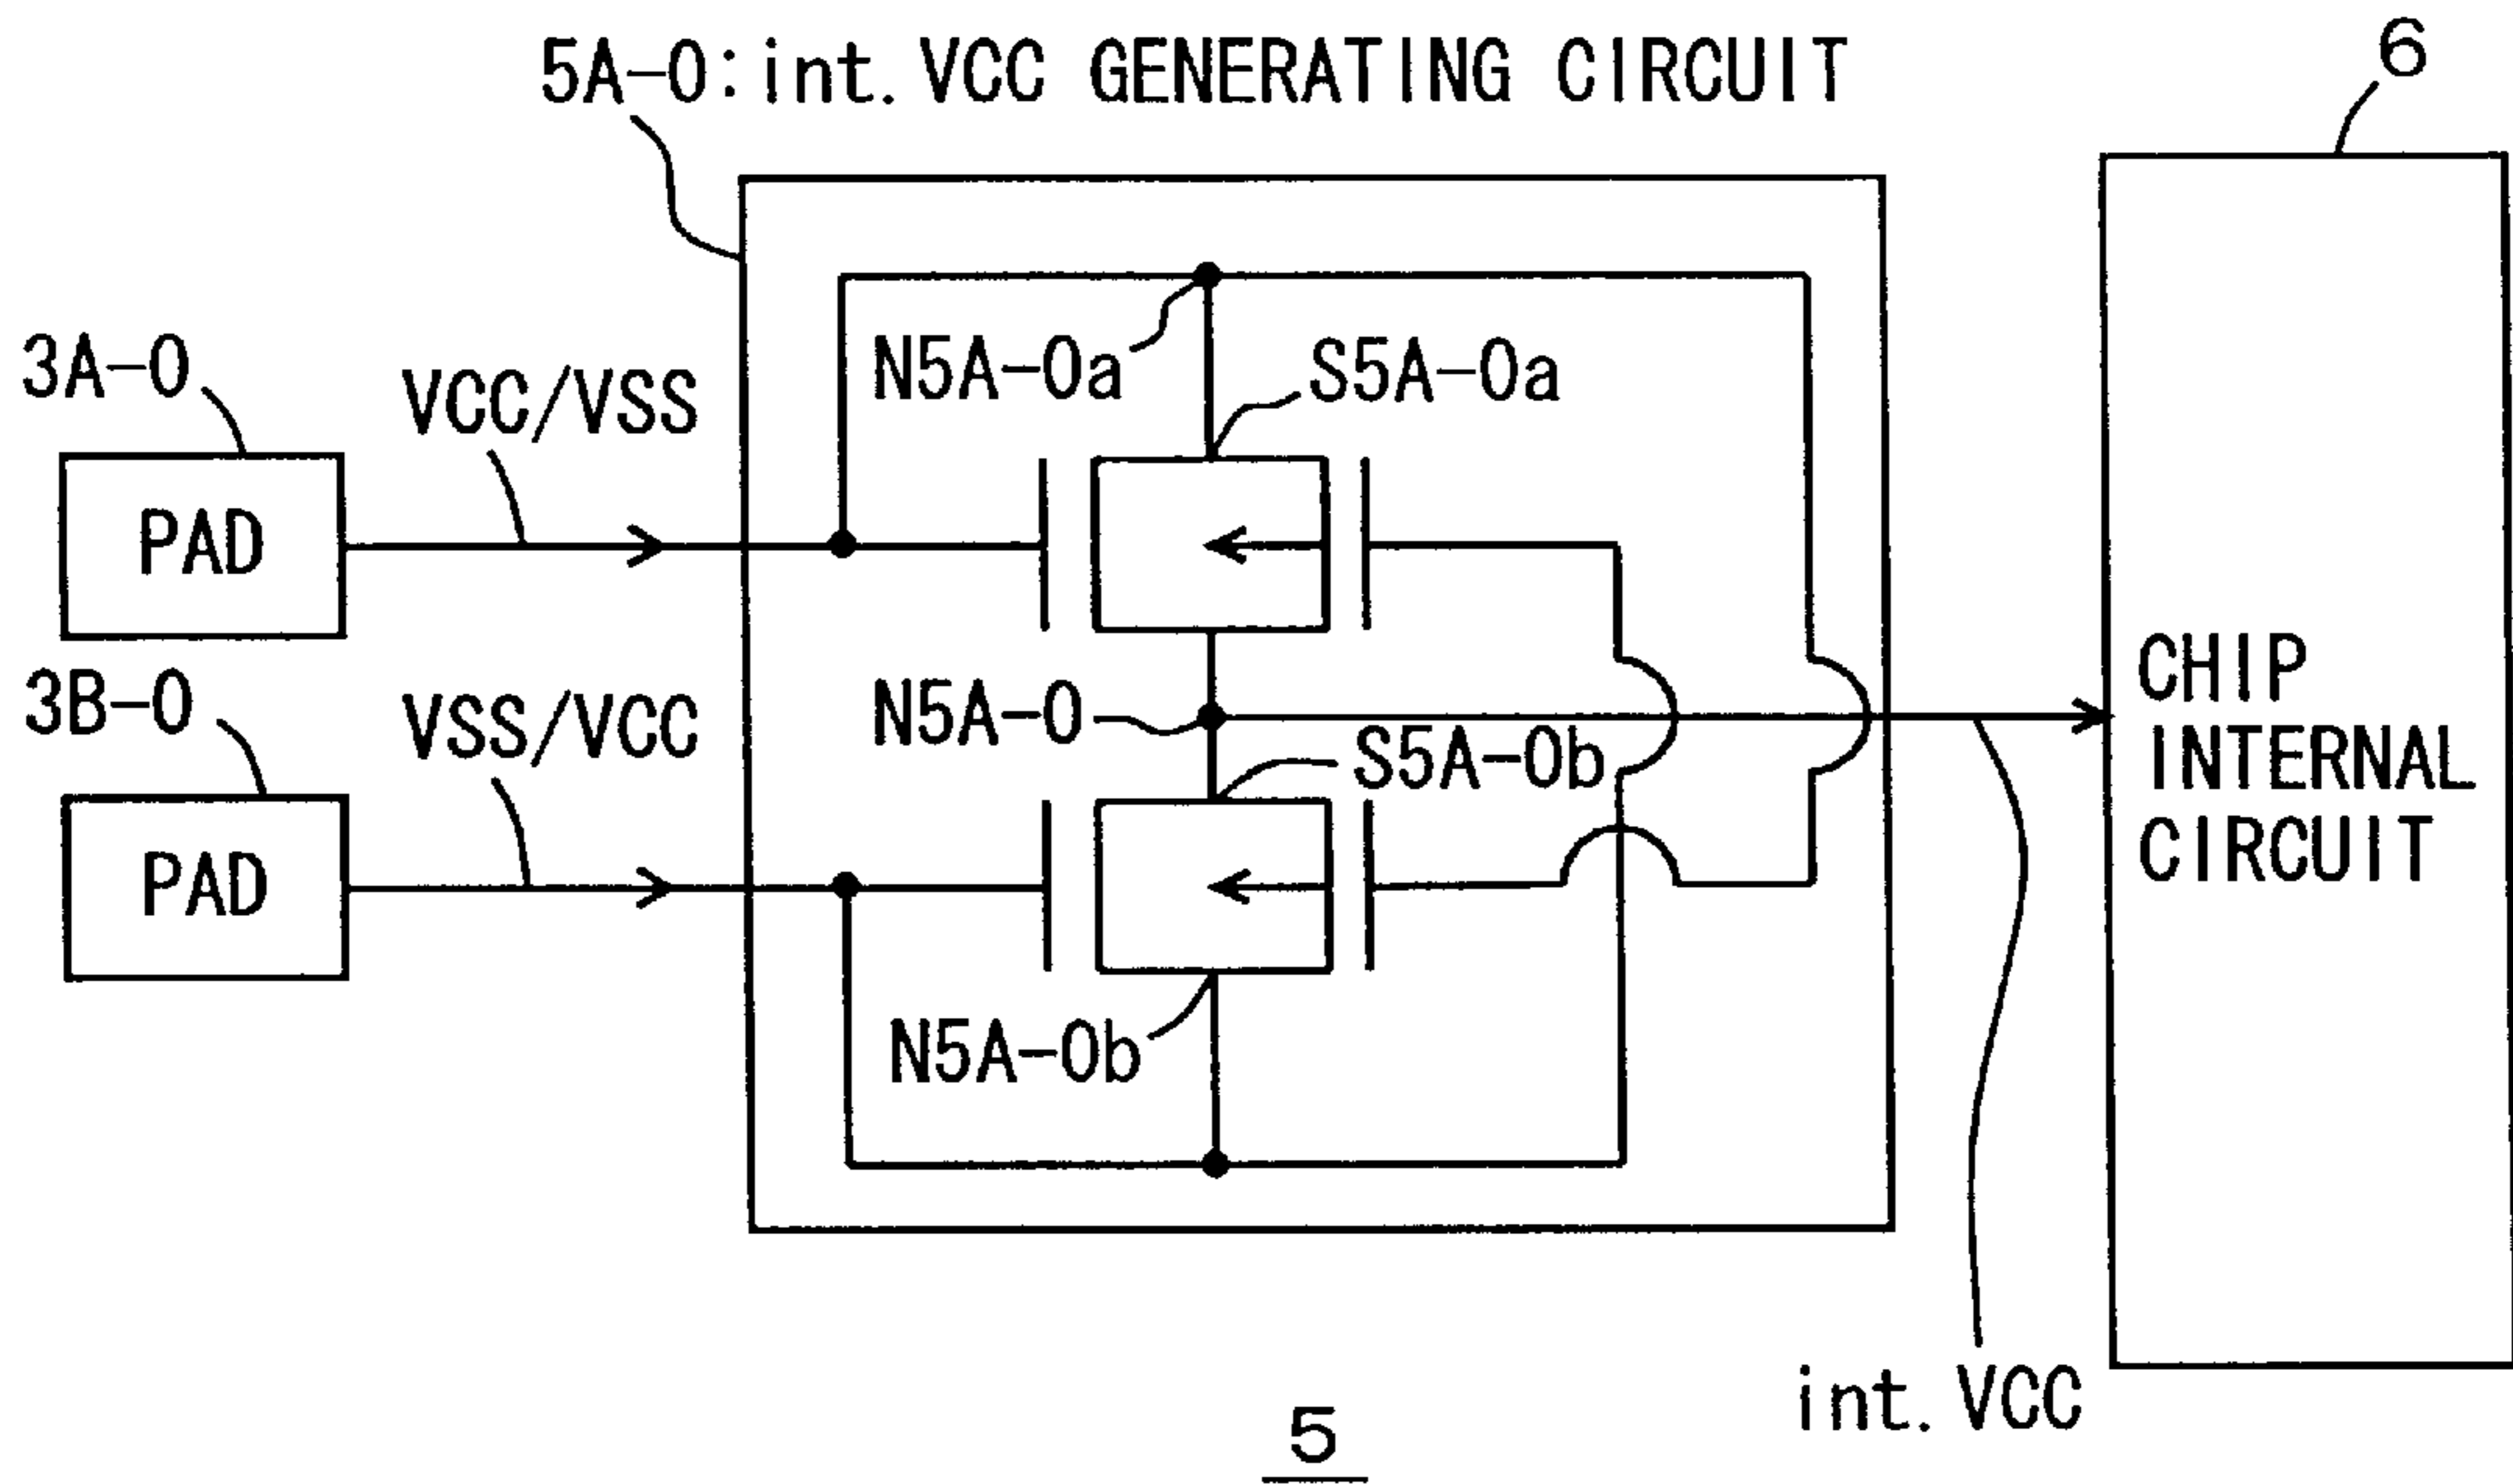 5A-0:int. VCC GENERATING CIRCUIT
6
3A-0
VCC/VSS
N5A-0a
S5A-0a
PAD
3B-0
VSS/VCC
N5A-0
S5A-0b
CHIP
INTERNAL
CIRCUIT
PAD
N5A-0b
int. VCC
5